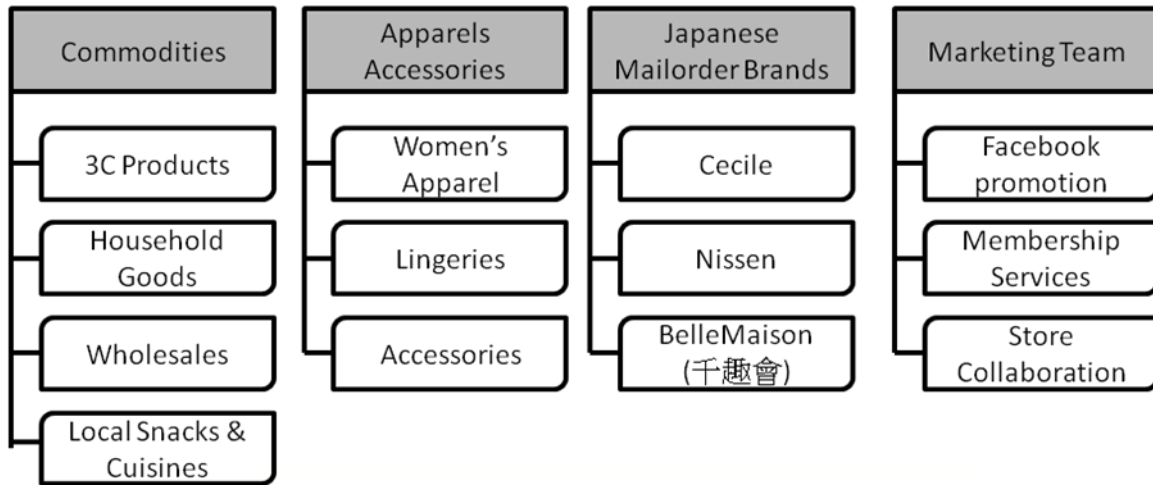 Commodities
3C Products
Household
Goods
Wholesales
Local Snacks &
Cuisines
Apparels
Accessories
Women’s
Apparel
Lingeries
Accessories
Japanese
Mailorder Brands
Cecile
Nissen
BelleMaison
(千趣會)
Marketing Team
Facebook
promotion
Membership
Services
Store
Collaboration